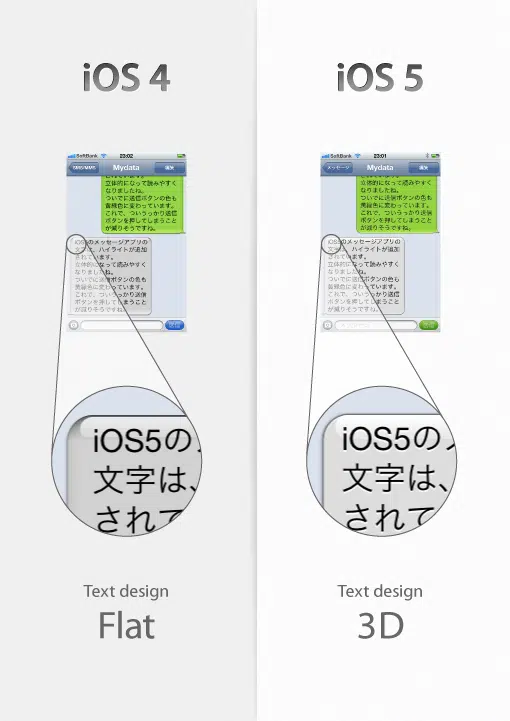 iOS 4
iOS 5
SoftBank 23:02
SMS/MMS Mydata 編集
立体的になって読みやすく
なりましたね。
ついでに送信ボタンの色も
黄緑色に変わっています。
これで、ついうっかり送信
ボタンを押してしまうこと
が減りそうですね。
iOS5のメッセージアプリの
文字は、ハイライトが追加
されています。
立体的になって読みやすく
なりましたね。
ついでに送信ボタンの色も
黄緑色に変わっています。
これで、ついうっかり送信
ボタンを押してしまうこと
が減りそうですね。
送信
SoftBank 23:01
メッセージ Mydata 編集
立体的になって読みやすく
なりましたね。
ついでに送信ボタンの色も
黄緑色に変わっています。
これで、ついうっかり送信
ボタンを押してしまうこと
が減りそうですね。
iOS5のメッセージアプリの
文字は、ハイライトが追加
されています。
立体的になって読みやすく
なりましたね。
ついでに送信ボタンの色も
黄緑色に変わっています。
これで、ついうっかり送信
ボタンを押してしまうこと
が減りそうですね。
送信
iOS5の
文字は、
されて
iOS5の
文字は、
されて
Text design
Flat
Text design
3D